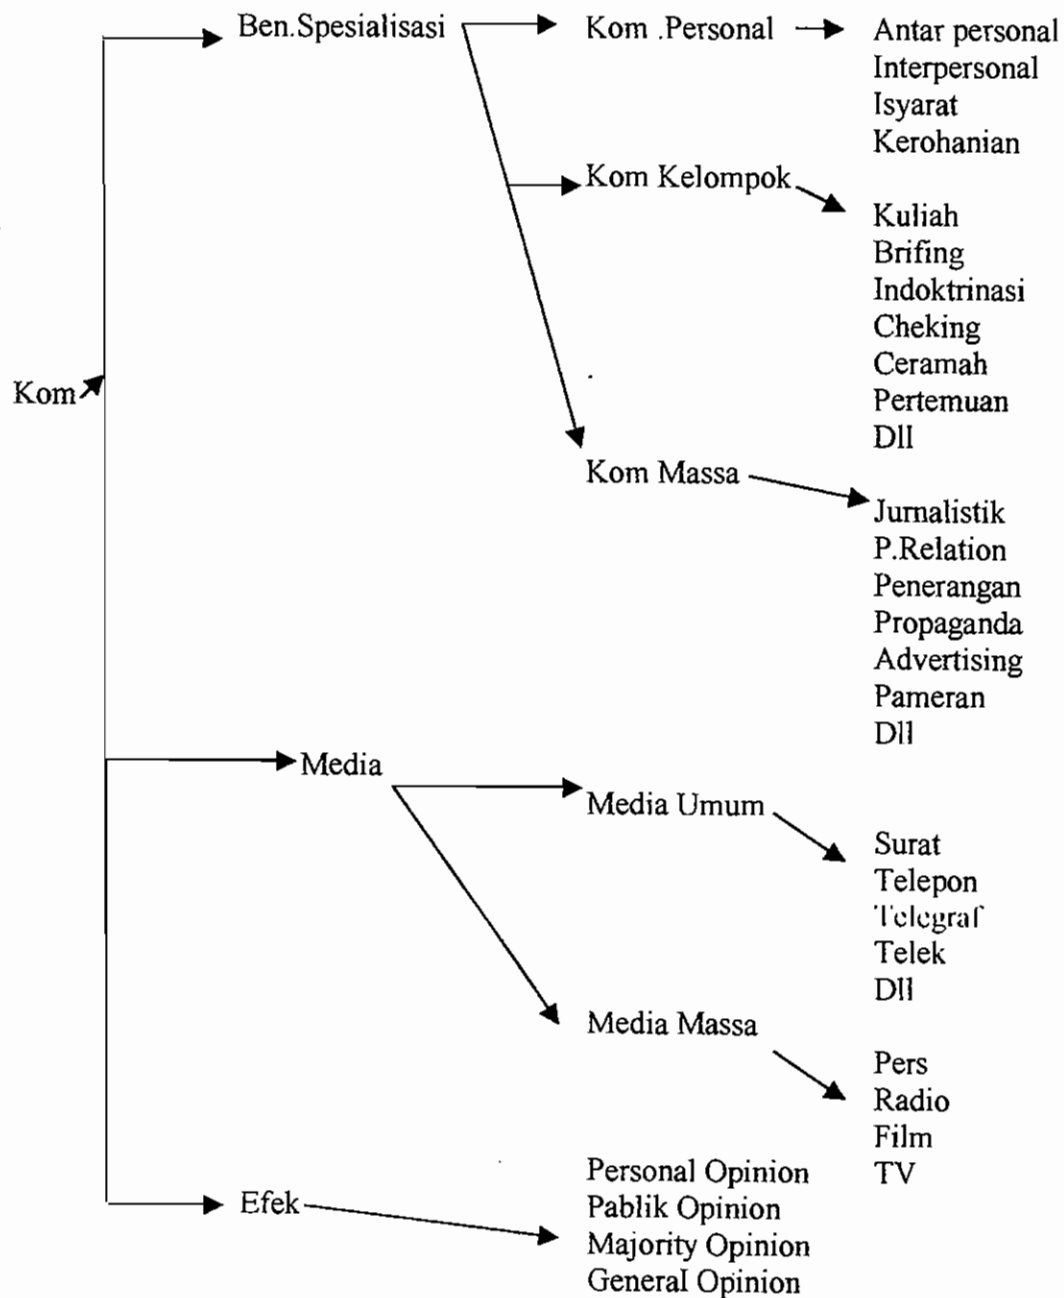 Ben.Spesialisasi
Kom .Personal
Antar personal
Interpersonal
Isyarat
Kerohanian
Kom Kelompok
Kuliah
Brifing
Indoktrinasi
Cheking
Ceramah
Pertemuan
Dll
Kom
Kom Massa
Jurnalistik
P.Relation
Penerangan
Propaganda
Advertising
Pameran
Dll
Media
Media Umum
Surat
Telepon
Telegraf
Telek
Dll
Media Massa
Pers
Radio
Film
TV
Efek
Personal Opinion
Pablik Opinion
Majority Opinion
General Opinion